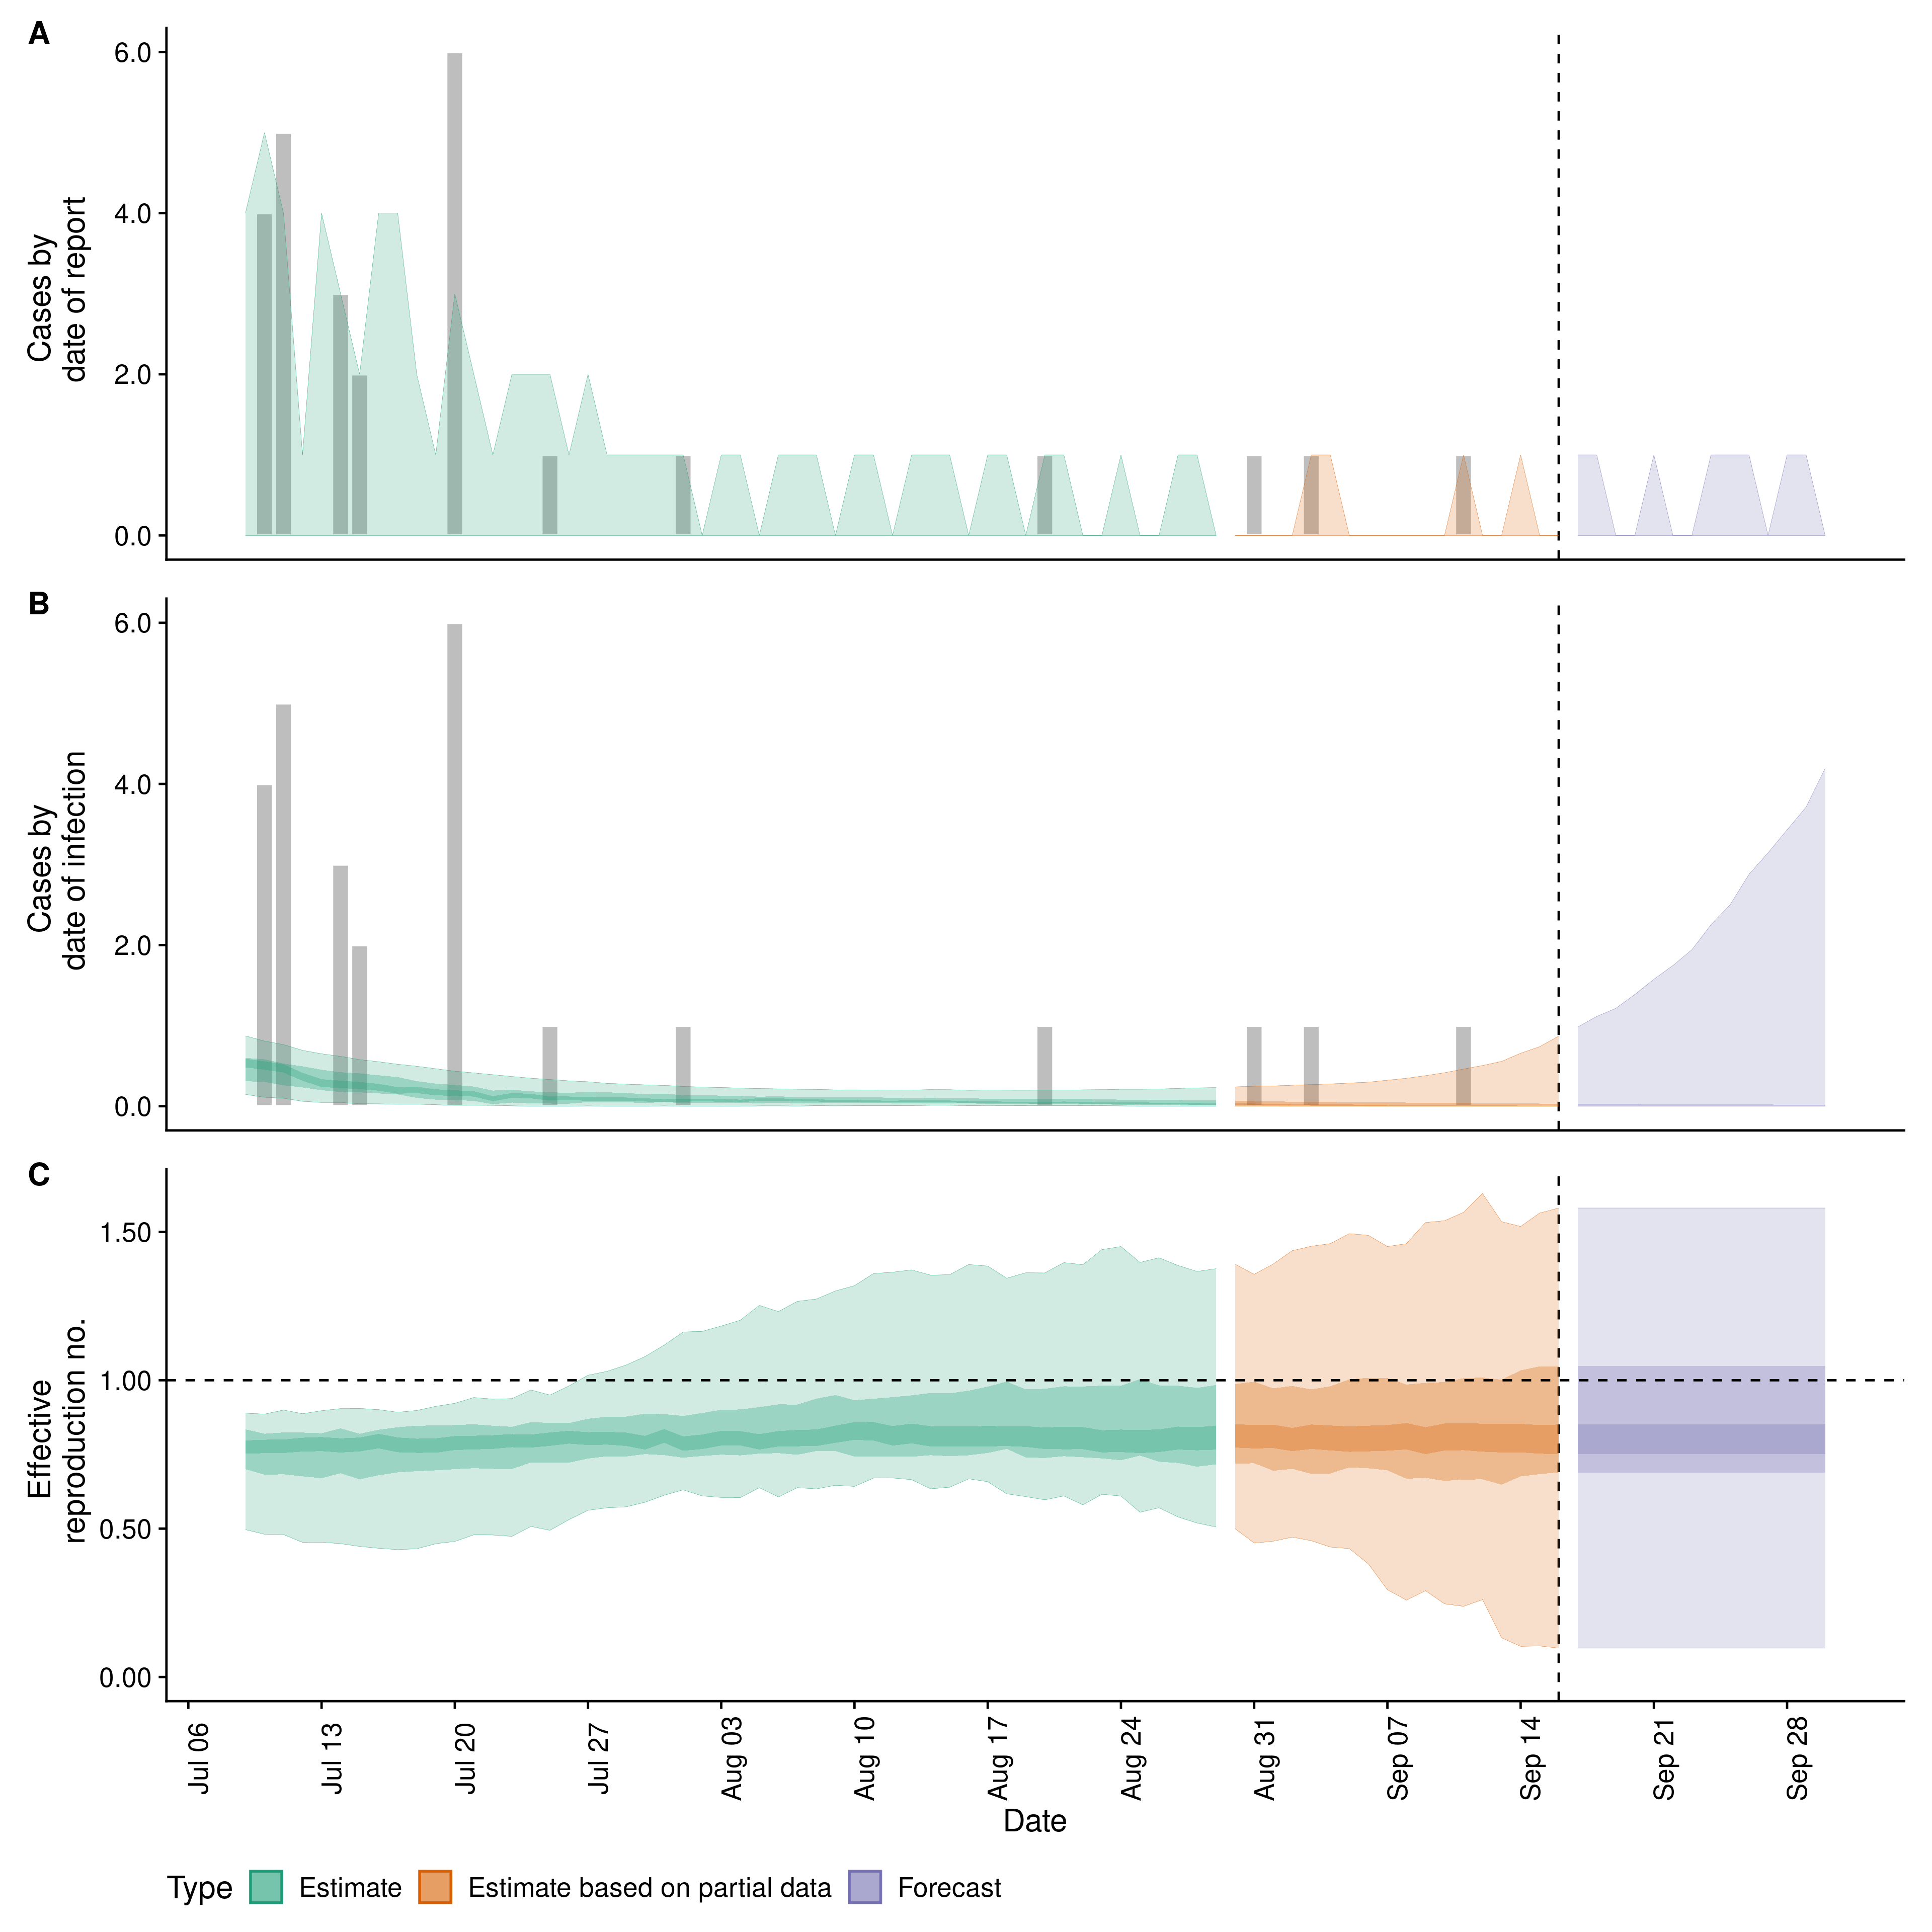 A
6.0
4.0
2.0
0.0
Cases by
date of report
B
6.0
4.0
2.0
0.0
Cases by
date of infection
C
1.50
1.00
0.50
0.00
Effective
reproduction no.
Jul 06
Jul 13
Jul 20
Jul 27
Aug 03
Aug 10
Aug 17
Aug 24
Aug 31
Sep 07
Sep 14
Sep 21
Sep 28
Date
Type Estimate Estimate based on partial data Forecast